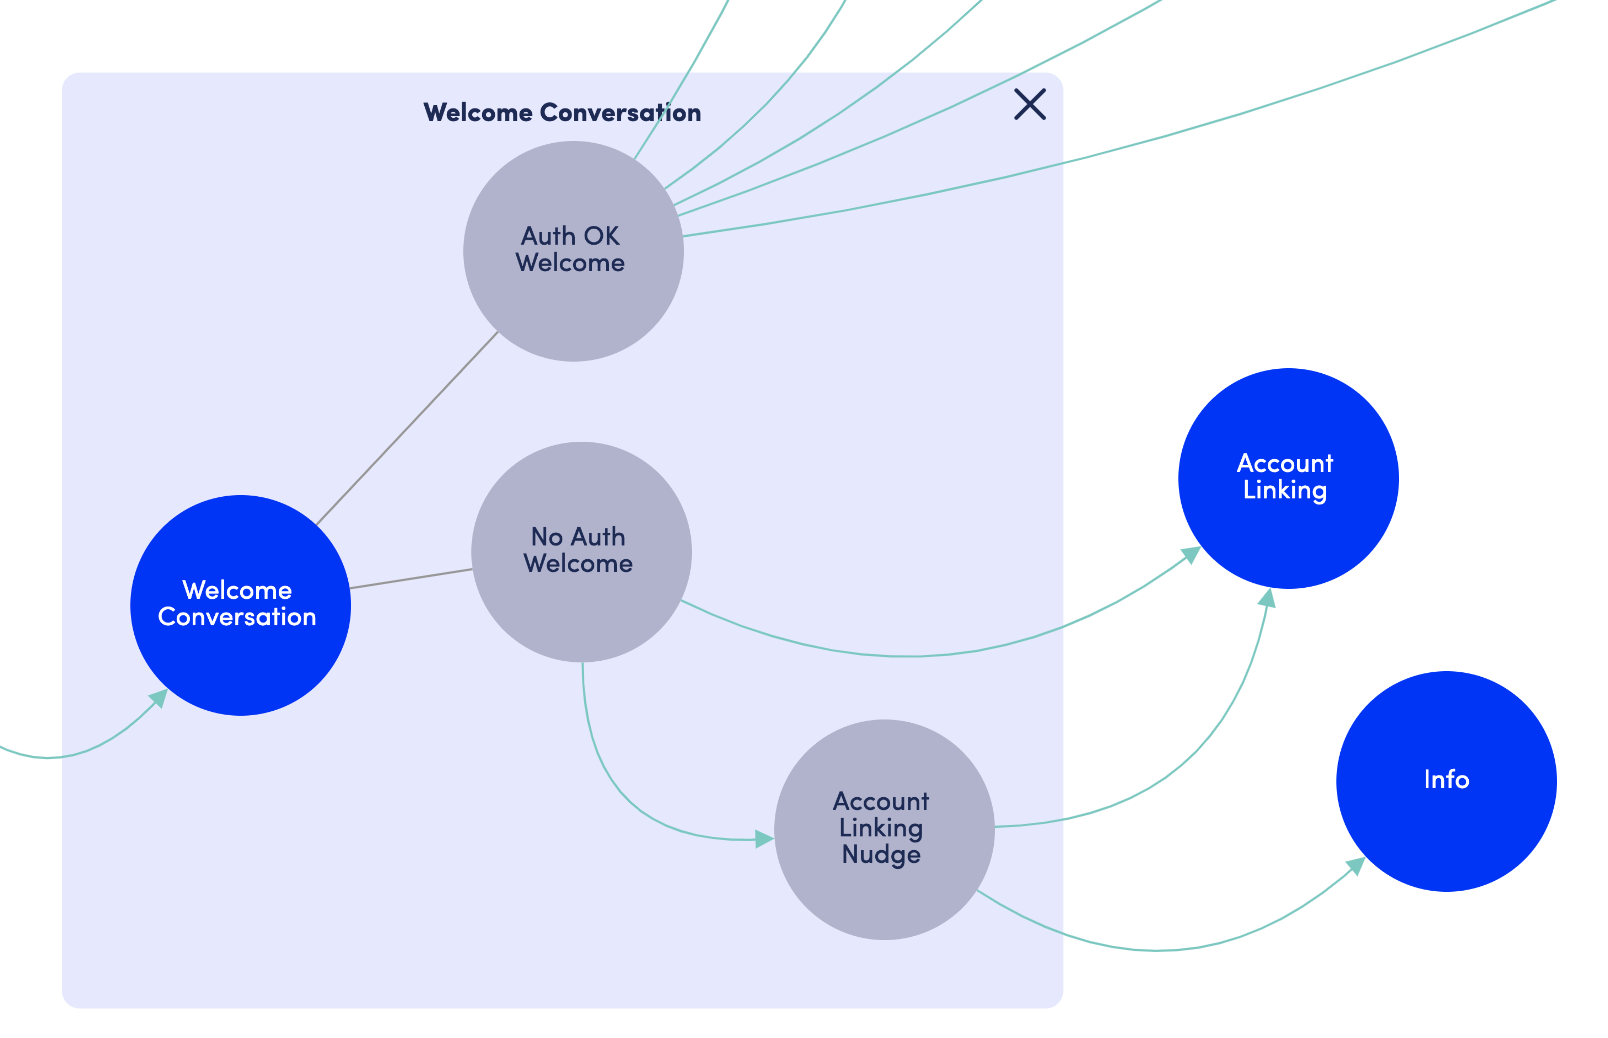 Welcome Conversation
Auth OK
Welcome
No Auth
Welcome
Welcome
Conversation
Account
Linking
Nudge
Account
Linking
Info